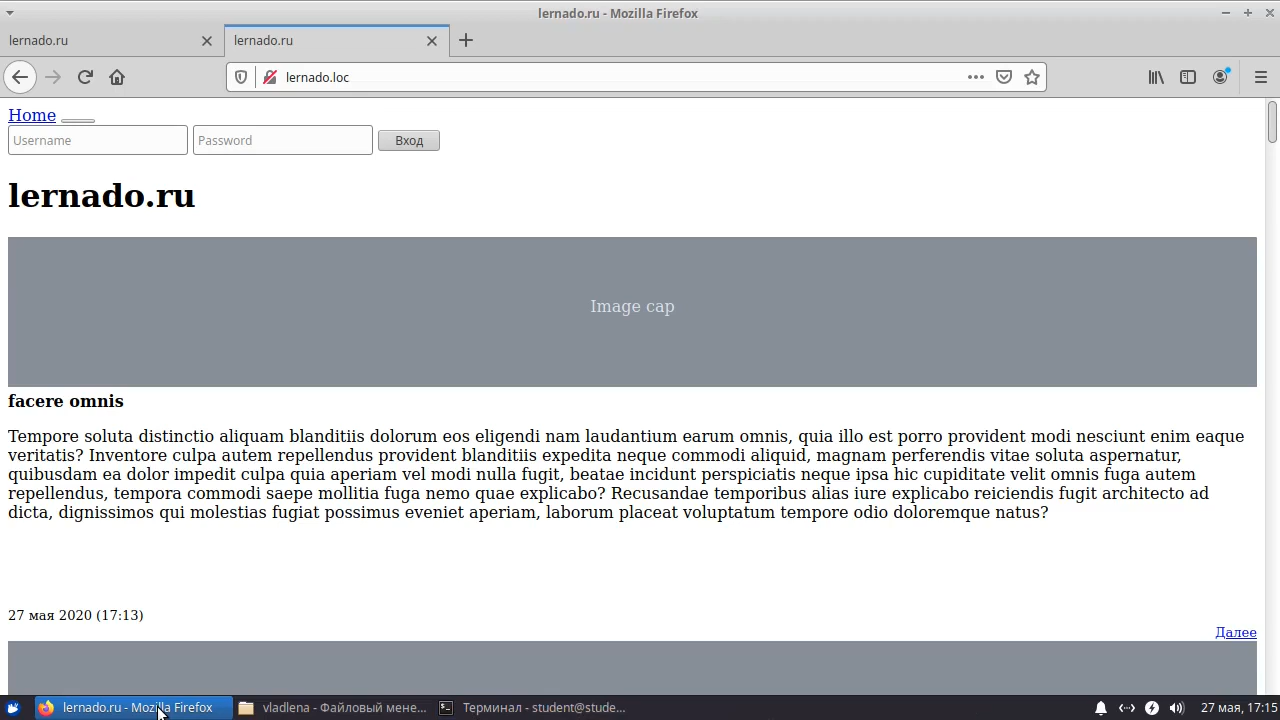 lernado.ru - Mozilla Firefox
lernado.ru
lernado.ru
lernado.loc
Home
Username
Password
Вход
lernado.ru
Image cap
facere omnis
Tempore soluta distinctio aliquam blanditiis dolorum eos eligendi nam laudantium earum omnis, quia illo est porro provident modi nesciunt enim eaque
veritatis? Inventore culpa autem repellendus provident blanditiis expedita neque commodi aliquid, magnam perferendis vitae soluta aspernatur,
quibusdam ea dolor impedit culpa quia aperiam vel modi nulla fugit, beatae incidunt perspiciatis neque ipsa hic cupiditate velit omnis fuga autem
repellendus, tempora commodi saepe mollitia fuga nemo quae explicabo? Recusandae temporibus alias iure explicabo reiciendis fugit architecto ad
dicta, dignissimos qui molestias fugiat possimus eveniet aperiam, laborum placeat voluptatum tempore odio doloremque natus?
27 мая 2020 (17:13)
Далее
lernado.ru - Mozilla Firefox
vladlena - Файловый мене...
Терминал - student@stude...
27 мая, 17:15